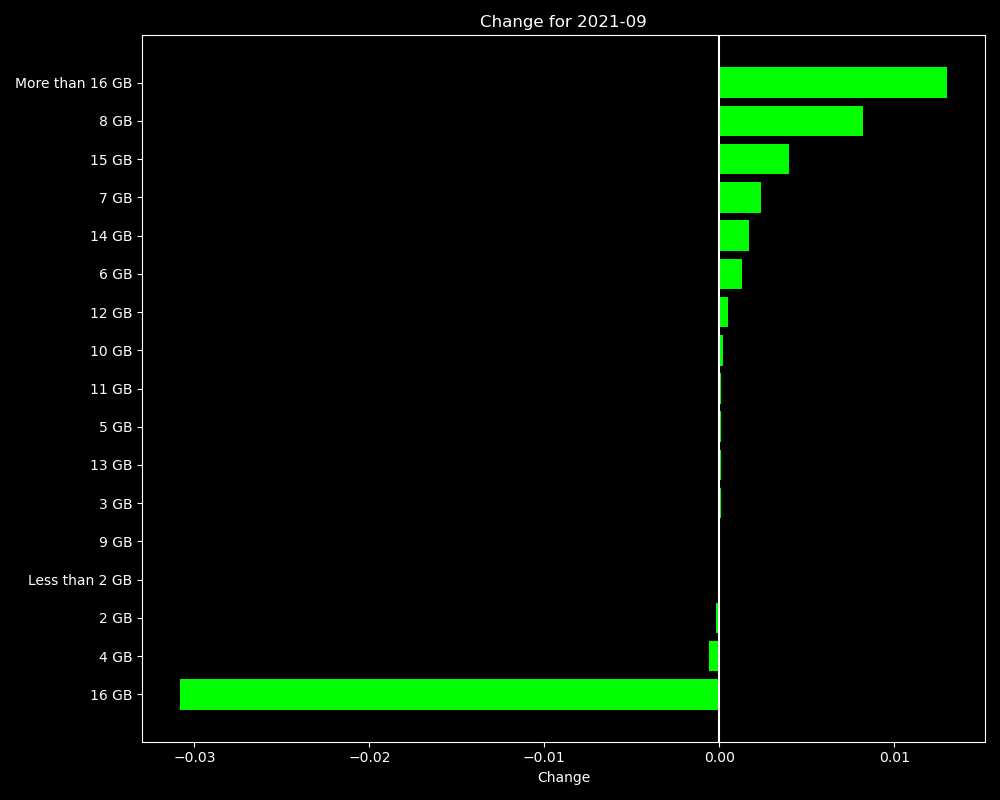 Change for 2021-09
More than 16 GB
8 GB
15 GB
7 GB
14 GB
6 GB
12 GB
10 GB
11 GB
5 GB
13 GB
3 GB
9 GB
Less than 2 GB
2 GB
4 GB
16 GB
−0.03 −0.02 −0.01 0.00 0.01
Change